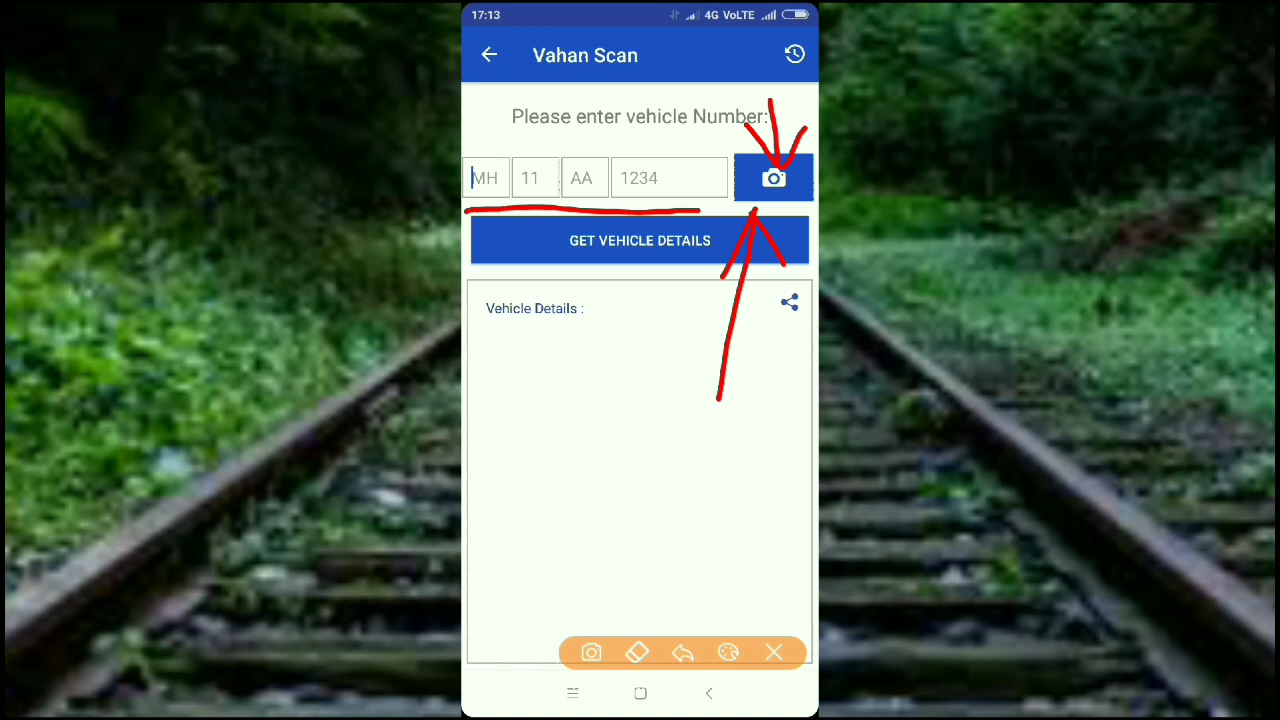 17:13 4G VoLTE
Vahan Scan
Please enter vehicle Number:
MH 11 AA 1234
GET VEHICLE DETAILS
Vehicle Details :